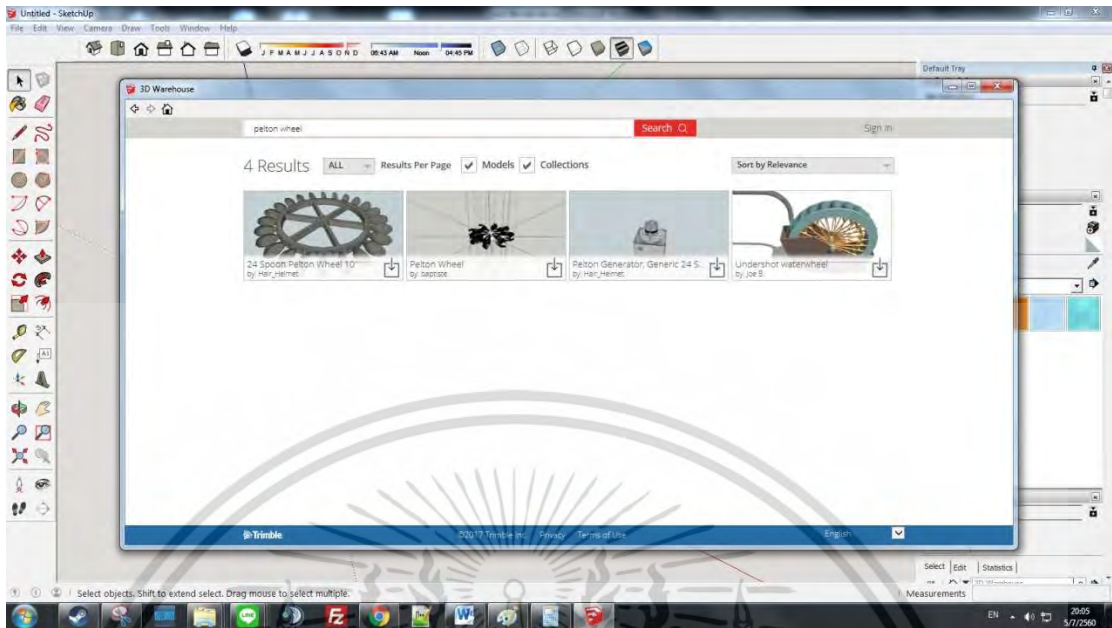 Untitled - SketchUp
File Edit View Camera Draw Tools Window Help
J F M A M J J A S O N D 06:43 AM Noon 04:45 PM
Default Tray
3D Warehouse
pelton wheel Search Sign in
4 Results ALL Results Per Page Models Collections Sort by Relevance
24 Spoon Pelton Wheel 10
by Hair_Helmet
Pelton Wheel
by baptiste
Pelton Generator, Generic 24 S
by Hair_Helmet
Undershot waterwheel
by Joe B.
A1
Trimble ©2017 Trimble Inc. Privacy Terms of Use English
Select Edit Statistics
Select objects. Shift to extend select. Drag mouse to select multiple. Measurements
EN 20:05
5/7/2560